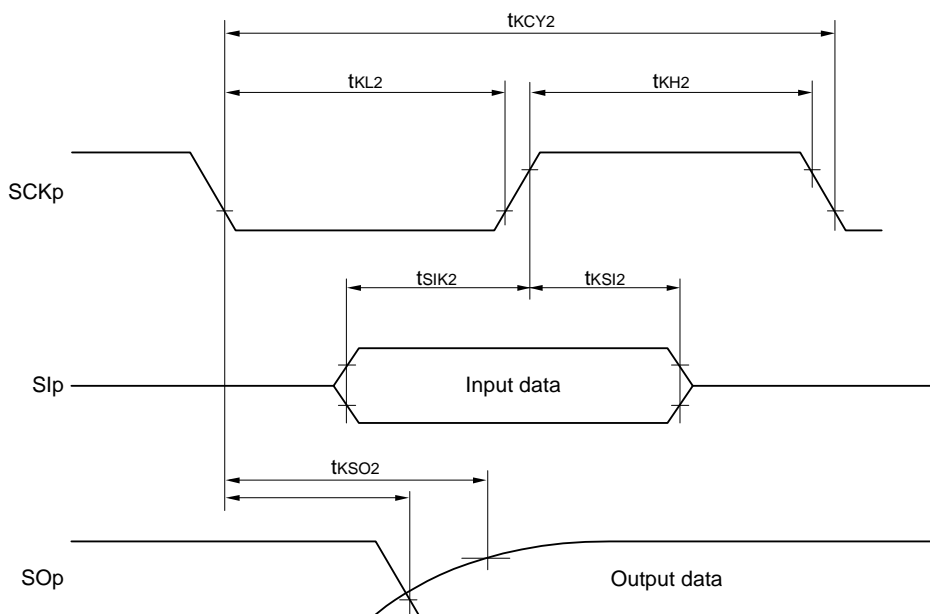 tKCY2
tKL2
tKH2
SCKp
tSIK2
tKSI2
SIp
Input data
tKSO2
SOp
Output data